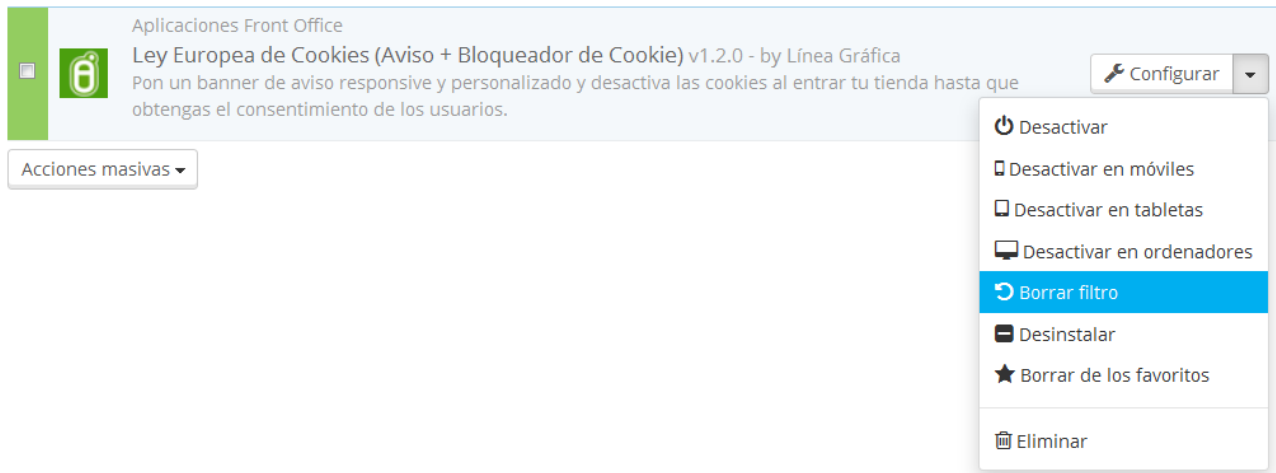 Aplicaciones Front Office
Ley Europea de Cookies (Aviso + Bloqueador de Cookie) v1.2.0 - by Línea Gráfica
Pon un banner de aviso responsive y personalizado y desactiva las cookies al entrar tu tienda hasta que
obtengas el consentimiento de los usuarios.
Configurar
Desactivar
Desactivar en móviles
Desactivar en tabletas
Desactivar en ordenadores
Borrar filtro
Desinstalar
Borrar de los favoritos
Eliminar
Acciones masivas